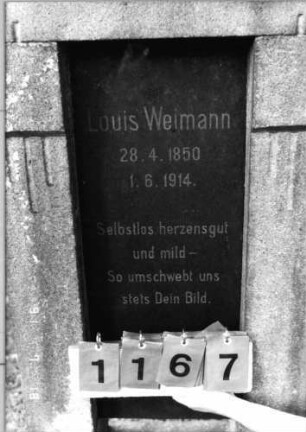 Louis Weimann
28. 4. 1850
1. 6. 1914.
Selbstlos, herzensgut
und mild –
So umschwebt uns
stets Dein Bild.
1167